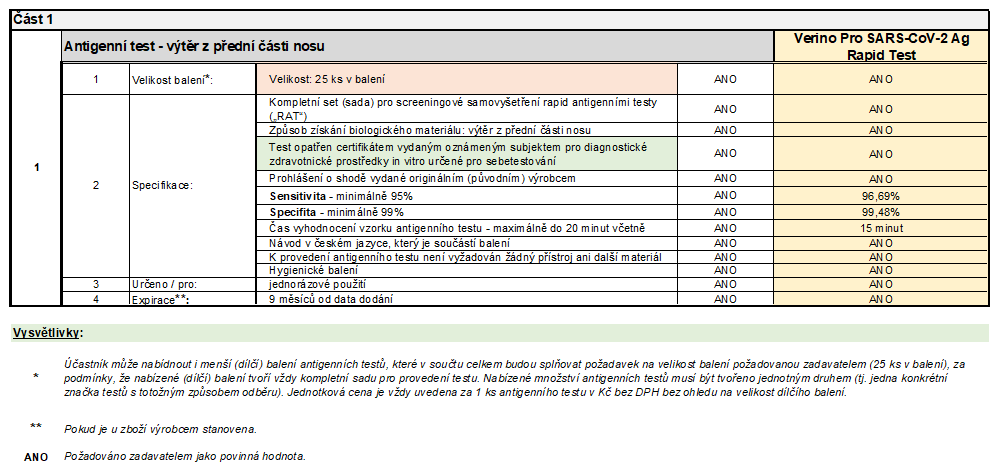 Část 1
1
Antigenní test - výtěr z přední části nosu
Verino Pro SARS-CoV-2 Ag
Rapid Test
1 Velikost balení*: Velikost: 25 ks v balení ANO ANO
2 Specifikace:
Kompletní set (sada) pro screeningové samovyšetření rapid antigenními testy
(„RAT“) ANO ANO
Způsob získání biologického materiálu: výtěr z přední části nosu ANO ANO
Test opatřen certifikátem vydaným oznámeným subjektem pro diagnostické
zdravotnické prostředky in vitro určené pro sebetestování ANO ANO
Prohlášení o shodě vydané originálním (původním) výrobcem ANO ANO
Sensitivita - minimálně 95% ANO 96,69%
Specifita - minimálně 99% ANO 99,48%
Čas vyhodnocení vzorku antigenního testu - maximálně do 20 minut včetně ANO 15 minut
Návod v českém jazyce, který je součástí balení ANO ANO
K provedení antigenního testu není vyžadován žádný přístroj ani další materiál ANO ANO
Hygienické balení ANO ANO
3 Určeno / pro: jednorázové použití ANO ANO
4 Expirace**: 9 měsíců od data dodání ANO ANO
Vysvětlivky:
* Účastník může nabídnout i menší (dílčí) balení antigenních testů, které v součtu celkem budou splňovat požadavek na velikost balení požadovanou zadavatelem (25 ks v balení), za
podmínky, že nabízené (dílčí) balení tvoří vždy kompletní sadu pro provedení testu. Nabízené množství antigenních testů musí být tvořeno jednotným druhem (tj. jedna konkrétní
značka testů s totožným způsobem odběru). Jednotková cena je vždy uvedena za 1 ks antigenního testu v Kč bez DPH bez ohledu na velikost dílčího balení.
** Pokud je u zboží výrobcem stanovena.
ANO Požadováno zadavatelem jako povinná hodnota.